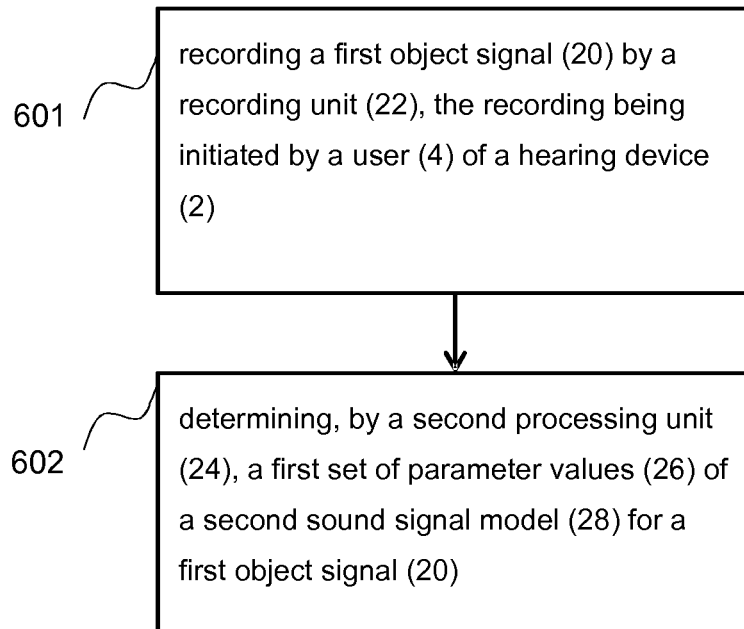 recording a first object signal (20) by a
recording unit (22), the recording being
601
initiated by a user (4) of a hearing device
(2)
determining, by a second processing unit
(24), a first set of parameter values (26) of
602
a second sound signal model (28) for a
first object signal (20)